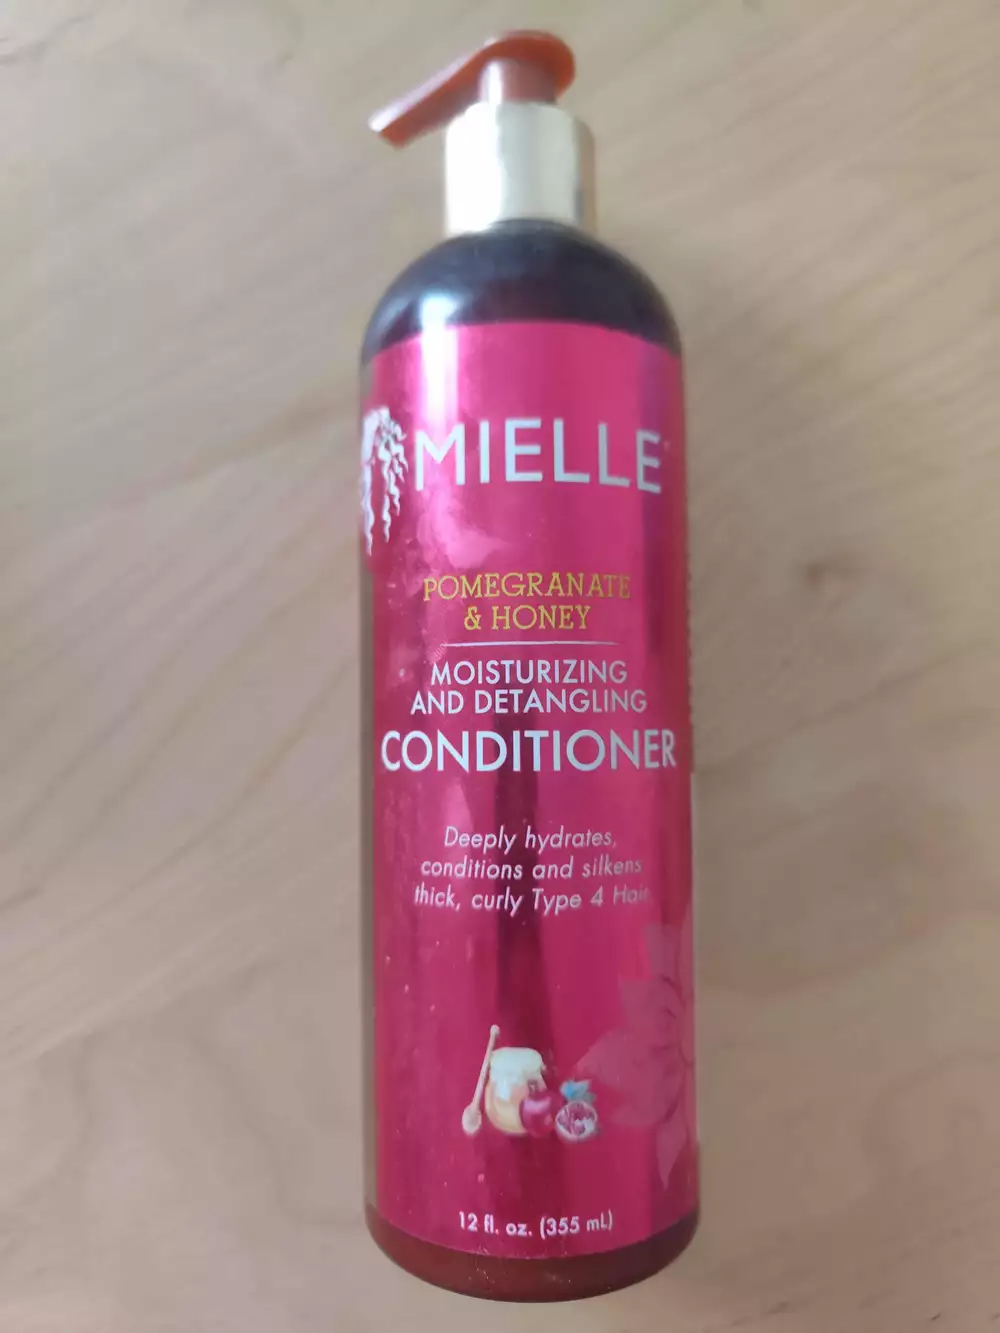 MIELLE
POMEGRANATE
& HONEY
MOISTURIZING
AND DETANGLING
CONDITIONER
Deeply hydrates,
conditions and silkens
thick, curly Type 4 Hair
12 fl. oz. (355 mL)